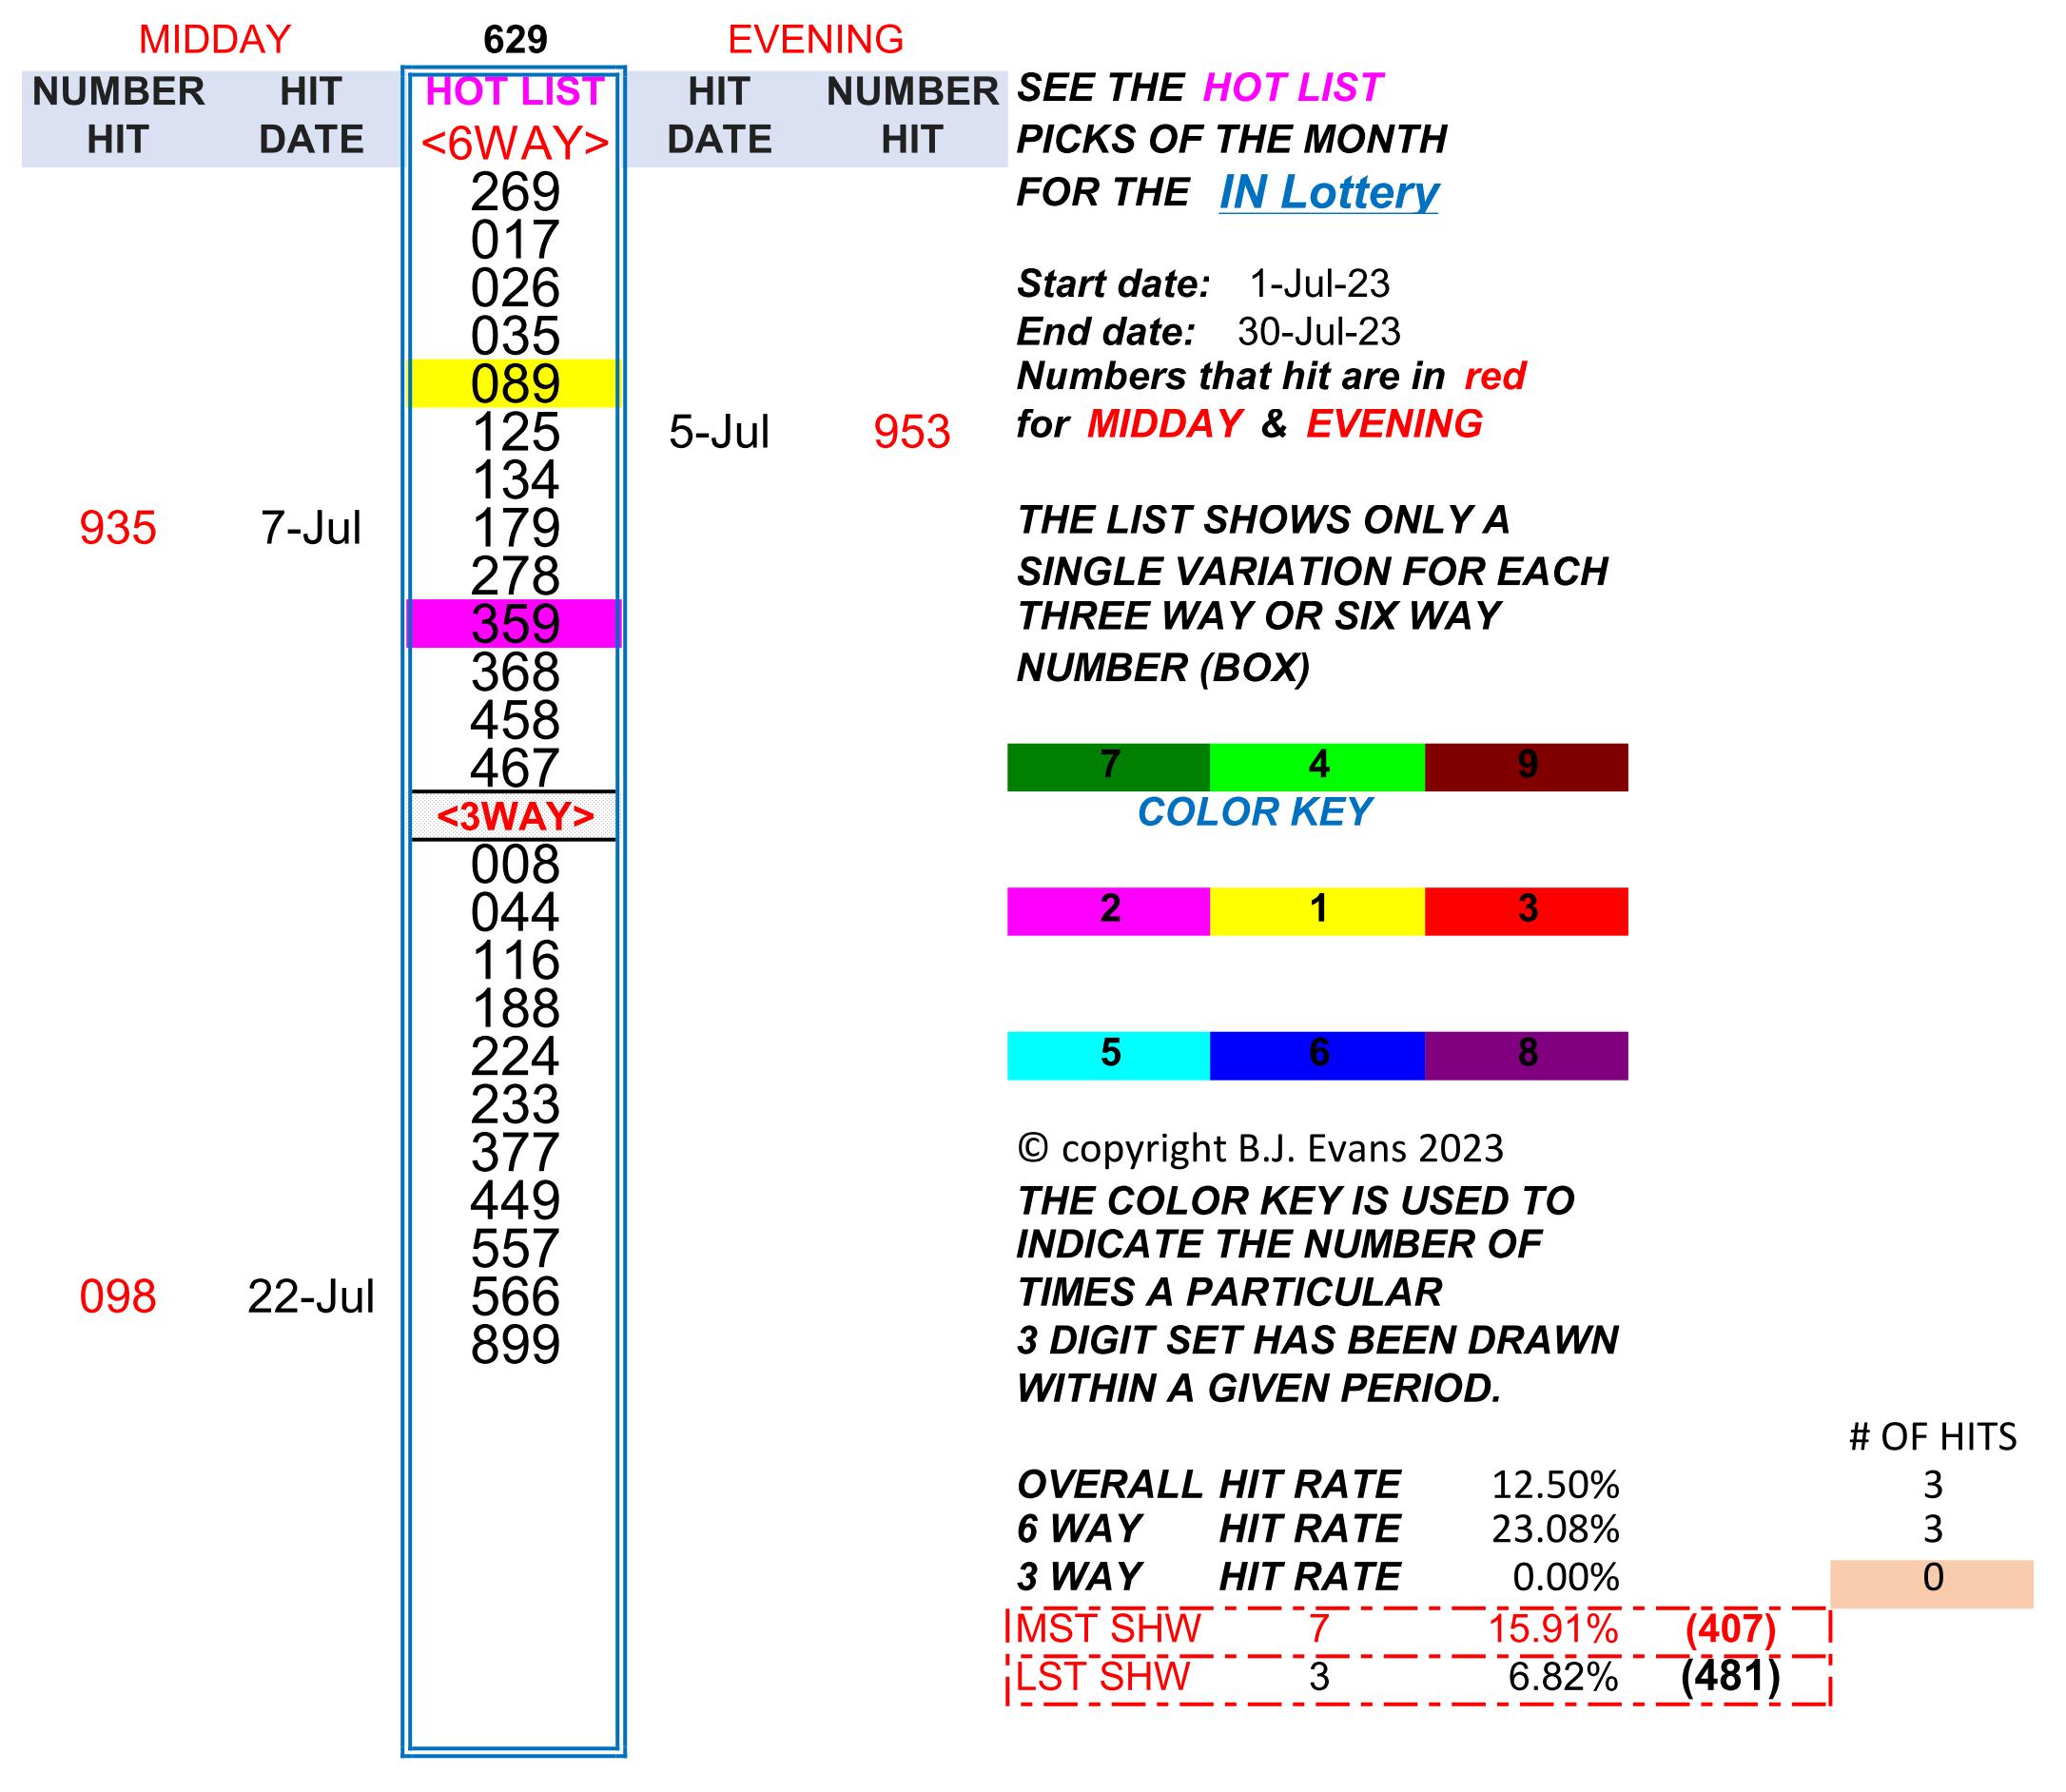 MIDDAY 629 EVENING
NUMBER HIT HOT LIST HIT NUMBER
HIT DATE <6WAY> DATE HIT
269
017
026
035
089
125 5-Jul 953
134
935 7-Jul 179
278
359
368
458
467
<3WAY>
008
044
116
188
224
233
377
449
557
098 22-Jul 566
899
SEE THE HOT LIST
PICKS OF THE MONTH
FOR THE IN Lottery
Start date: 1-Jul-23
End date: 30-Jul-23
Numbers that hit are in red
for MIDDAY & EVENING
THE LIST SHOWS ONLY A
SINGLE VARIATION FOR EACH
THREE WAY OR SIX WAY
NUMBER (BOX)
7 4 9
COLOR KEY
2 1 3
5 6 8
© copyright B.J. Evans 2023
THE COLOR KEY IS USED TO
INDICATE THE NUMBER OF
TIMES A PARTICULAR
3 DIGIT SET HAS BEEN DRAWN
WITHIN A GIVEN PERIOD.
# OF HITS
OVERALL HIT RATE 12.50% 3
6 WAY HIT RATE 23.08% 3
3 WAY HIT RATE 0.00% 0
MST SHW 7 15.91% (407)
LST SHW 3 6.82% (481)